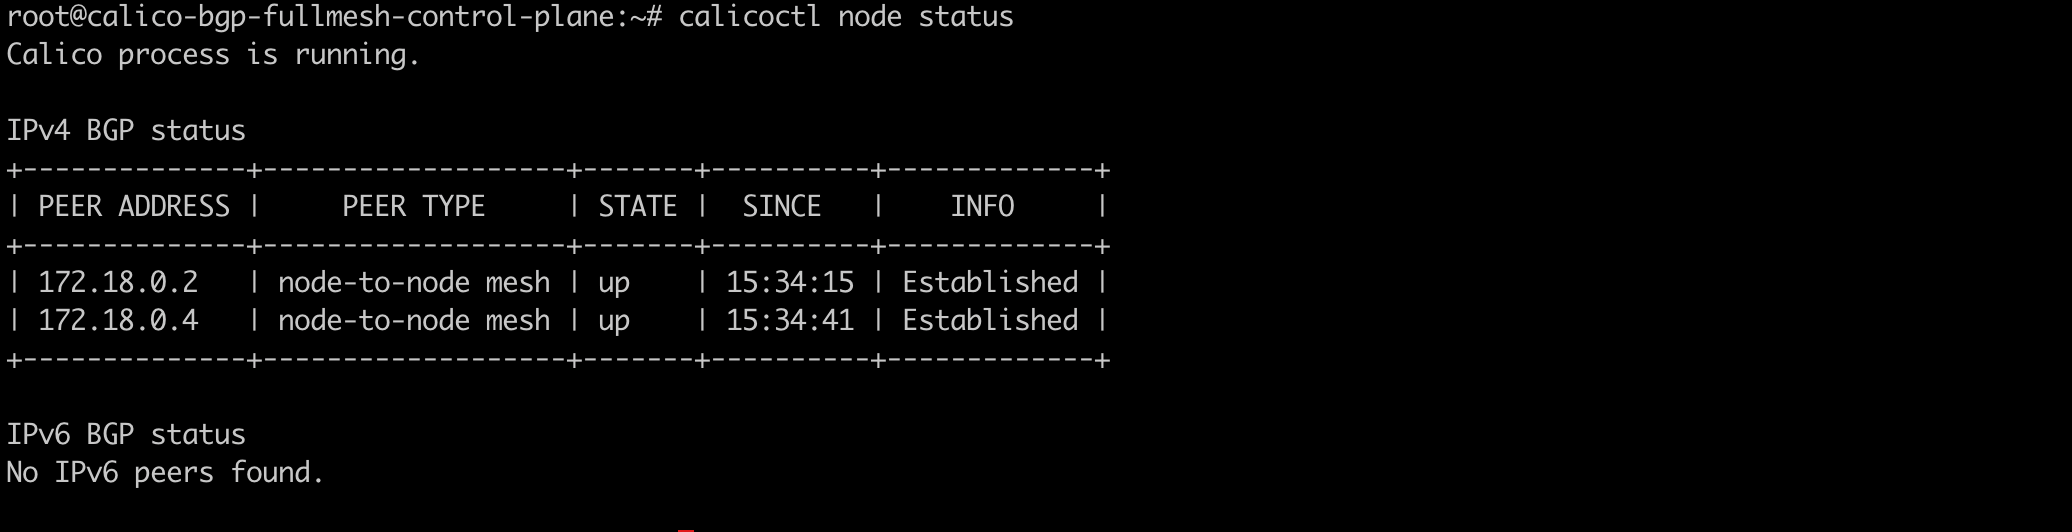 root@calico-bgp-fullmesh-control-plane:~# calicoctl node status
Calico process is running.
IPv4 BGP status
+--------------+-------------------+-------+----------+-------------+
| PEER ADDRESS |     PEER TYPE     | STATE |  SINCE   |    INFO     |
+--------------+-------------------+-------+----------+-------------+
| 172.18.0.2   | node-to-node mesh | up    | 15:34:15 | Established |
| 172.18.0.4   | node-to-node mesh | up    | 15:34:41 | Established |
+--------------+-------------------+-------+----------+-------------+
IPv6 BGP status
No IPv6 peers found.